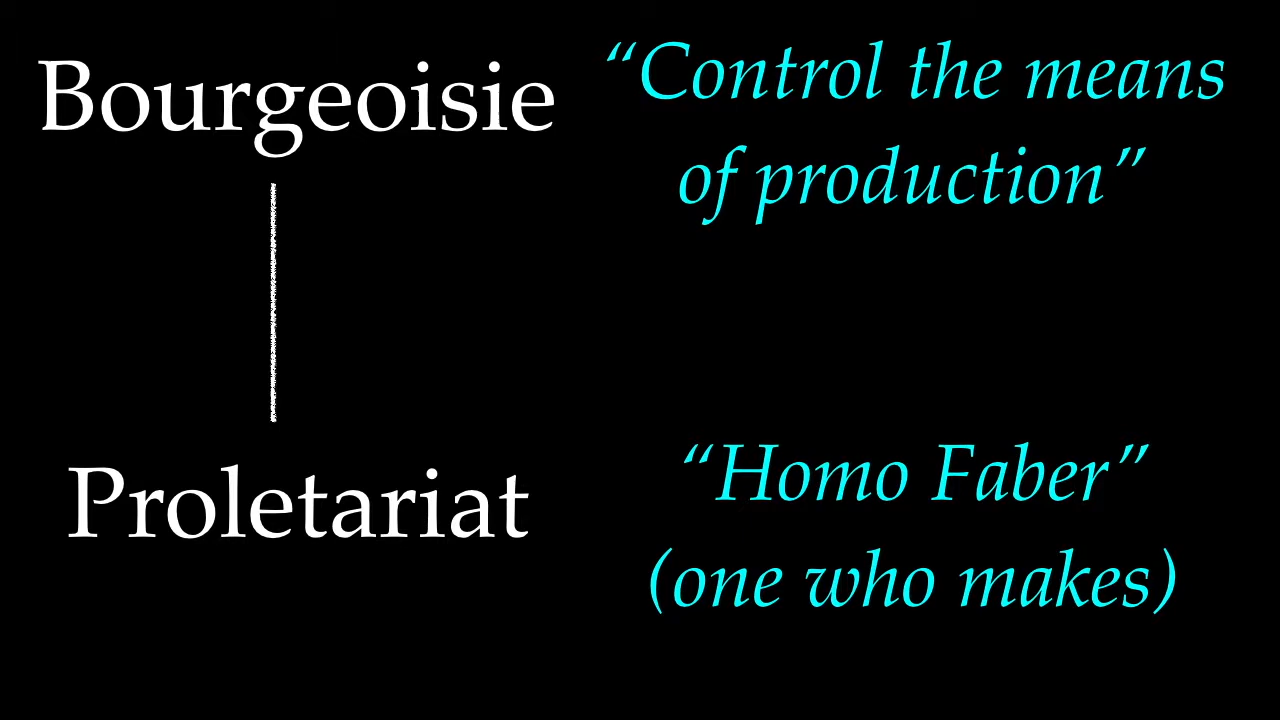 Bourgeoisie
“Control the means
of production”
Proletariat
“Homo Faber”
(one who makes)